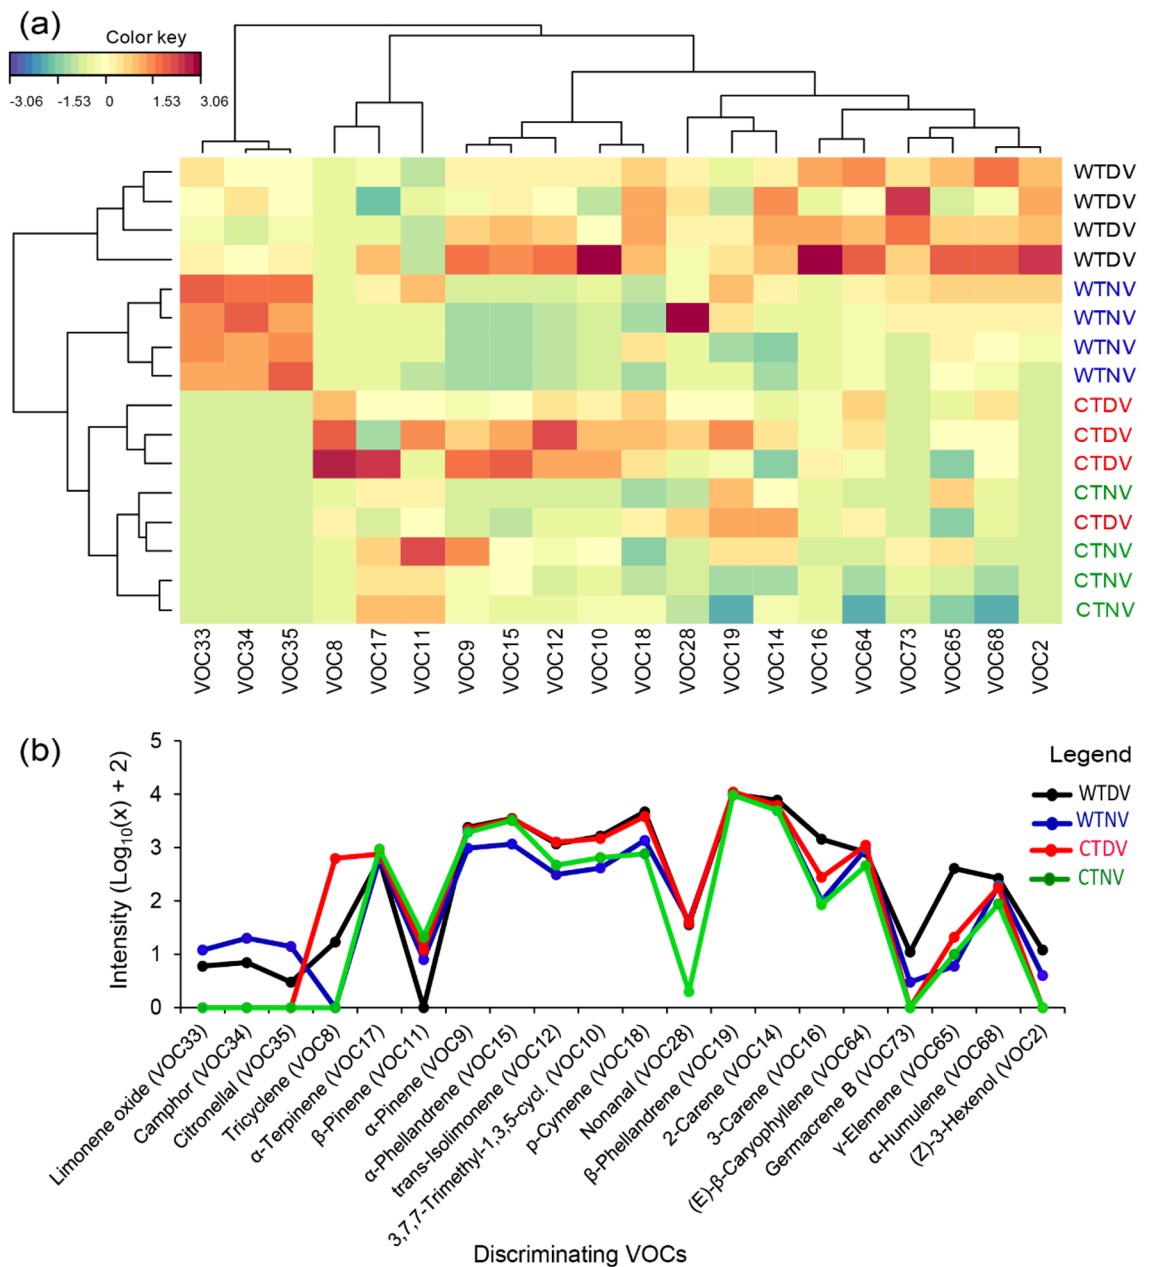 (a)
Color key
-3.06 -1.53 0 1.53 3.06
WTDV
WTDV
WTDV
WTDV
WTNV
WTNV
WTNV
WTNV
CTDV
CTDV
CTDV
CTNV
CTDV
CTNV
CTNV
CTNV
VOC33 VOC34 VOC35 VOC8 VOC17 VOC11 VOC9 VOC15 VOC12 VOC10 VOC18 VOC28 VOC19 VOC14 VOC16 VOC64 VOC73 VOC65 VOC68 VOC2
(b)
Intensity (Log10(x) + 2)
5
4
3
2
1
0
Legend
WTDV
WTNV
CTDV
CTNV
Limonene oxide (VOC33)
Camphor (VOC34)
Citronellal (VOC35)
Tricyclene (VOC8)
α-Terpinene (VOC17)
β-Pinene (VOC11)
α-Pinene (VOC9)
α-Phellandrene (VOC15)
trans-Isolimonene (VOC12)
3,7,7-Trimethyl-1,3,5-cycl. (VOC10)
p-Cymene (VOC18)
Nonanal (VOC28)
β-Phellandrene (VOC19)
2-Carene (VOC14)
3-Carene (VOC16)
(E)-β-Caryophyllene (VOC64)
Germacrene B (VOC73)
γ-Elemene (VOC65)
α-Humulene (VOC68)
(Z)-3-Hexenol (VOC2)
Discriminating VOCs